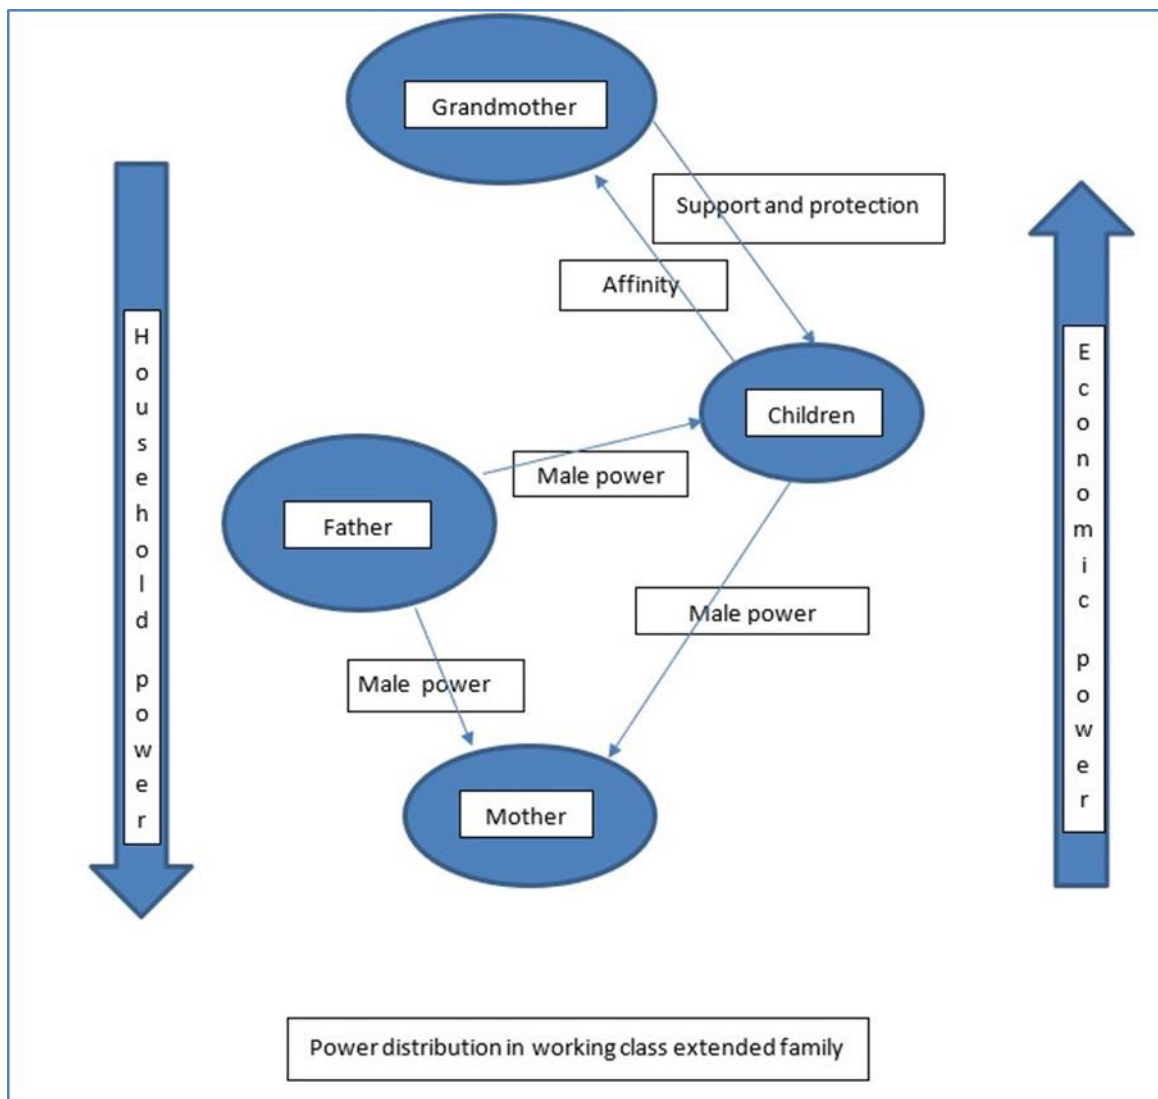 Grandmother
Support and protection
Affinity
Household power
Economic power
Children
Male power
Father
Male power
Male power
Mother
Power distribution in working class extended family